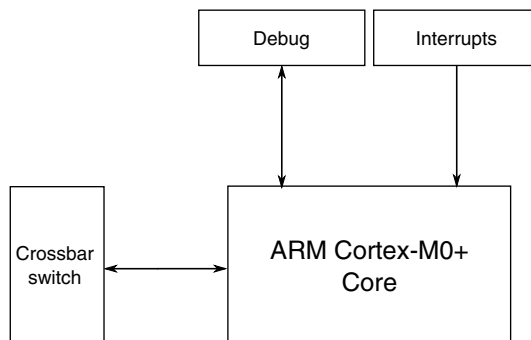 Debug
Interrupts
Crossbar
switch
ARM Cortex-M0+
Core